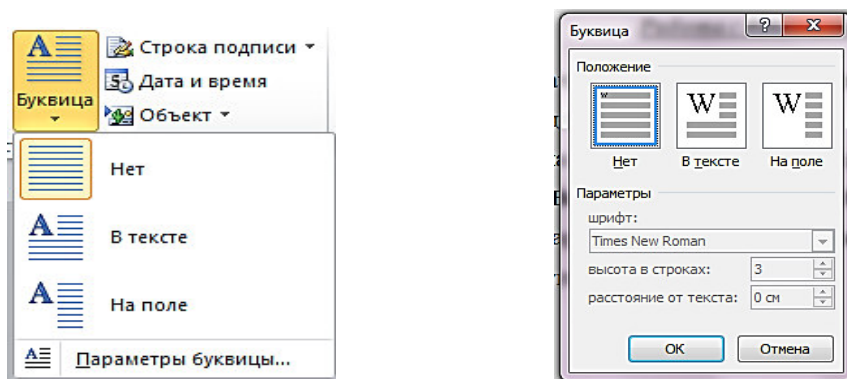 Буквица
Строка подписи
Дата и время
Объект
Нет
В тексте
На поле
Параметры буквицы...
Буквица
Положение
Нет
В тексте
На поле
Параметры
шрифт:
Times New Roman
высота в строках: 3
расстояние от текста: 0 см
ОК Отмена